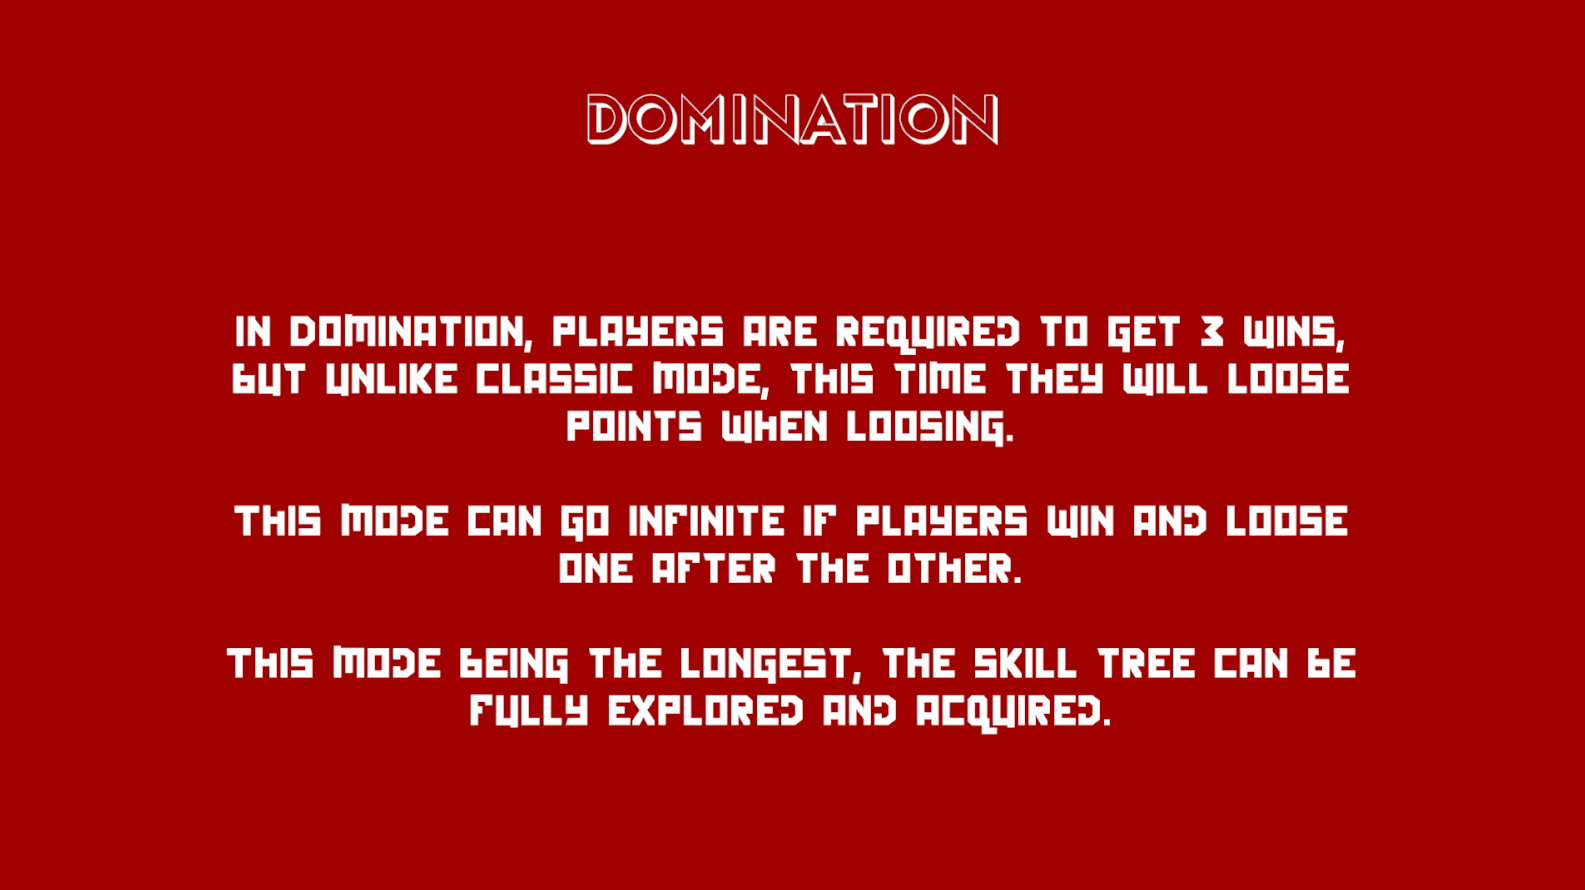 DOMINATION
IN DOMINATION, PLAYERS ARE REQUIRED TO GET 3 WINS,
BUT UNLIKE CLASSIC MODE, THIS TIME THEY WILL LOOSE
POINTS WHEN LOOSING.
THIS MODE CAN GO INFINITE IF PLAYERS WIN AND LOOSE
ONE AFTER THE OTHER.
THIS MODE BEING THE LONGEST, THE SKILL TREE CAN BE
FULLY EXPLORED AND ACQUIRED.